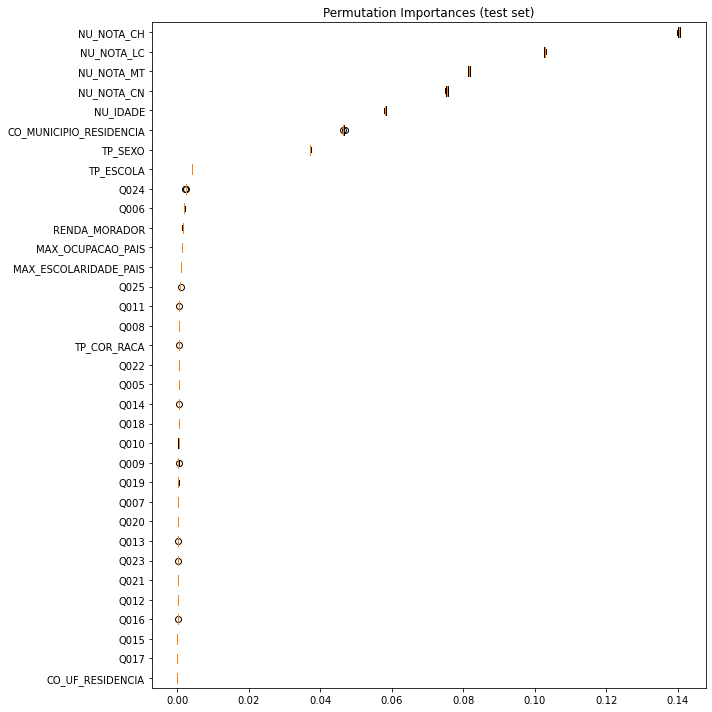 Permutation Importances (test set)
NU_NOTA_CH
NU_NOTA_LC
NU_NOTA_MT
NU_NOTA_CN
NU_IDADE
CO_MUNICIPIO_RESIDENCIA
TP_SEXO
TP_ESCOLA
Q024
Q006
RENDA_MORADOR
MAX_OCUPACAO_PAIS
MAX_ESCOLARIDADE_PAIS
Q025
Q011
Q008
TP_COR_RACA
Q022
Q005
Q014
Q018
Q010
Q009
Q019
Q007
Q020
Q013
Q023
Q021
Q012
Q016
Q015
Q017
CO_UF_RESIDENCIA
0.00 0.02 0.04 0.06 0.08 0.10 0.12 0.14